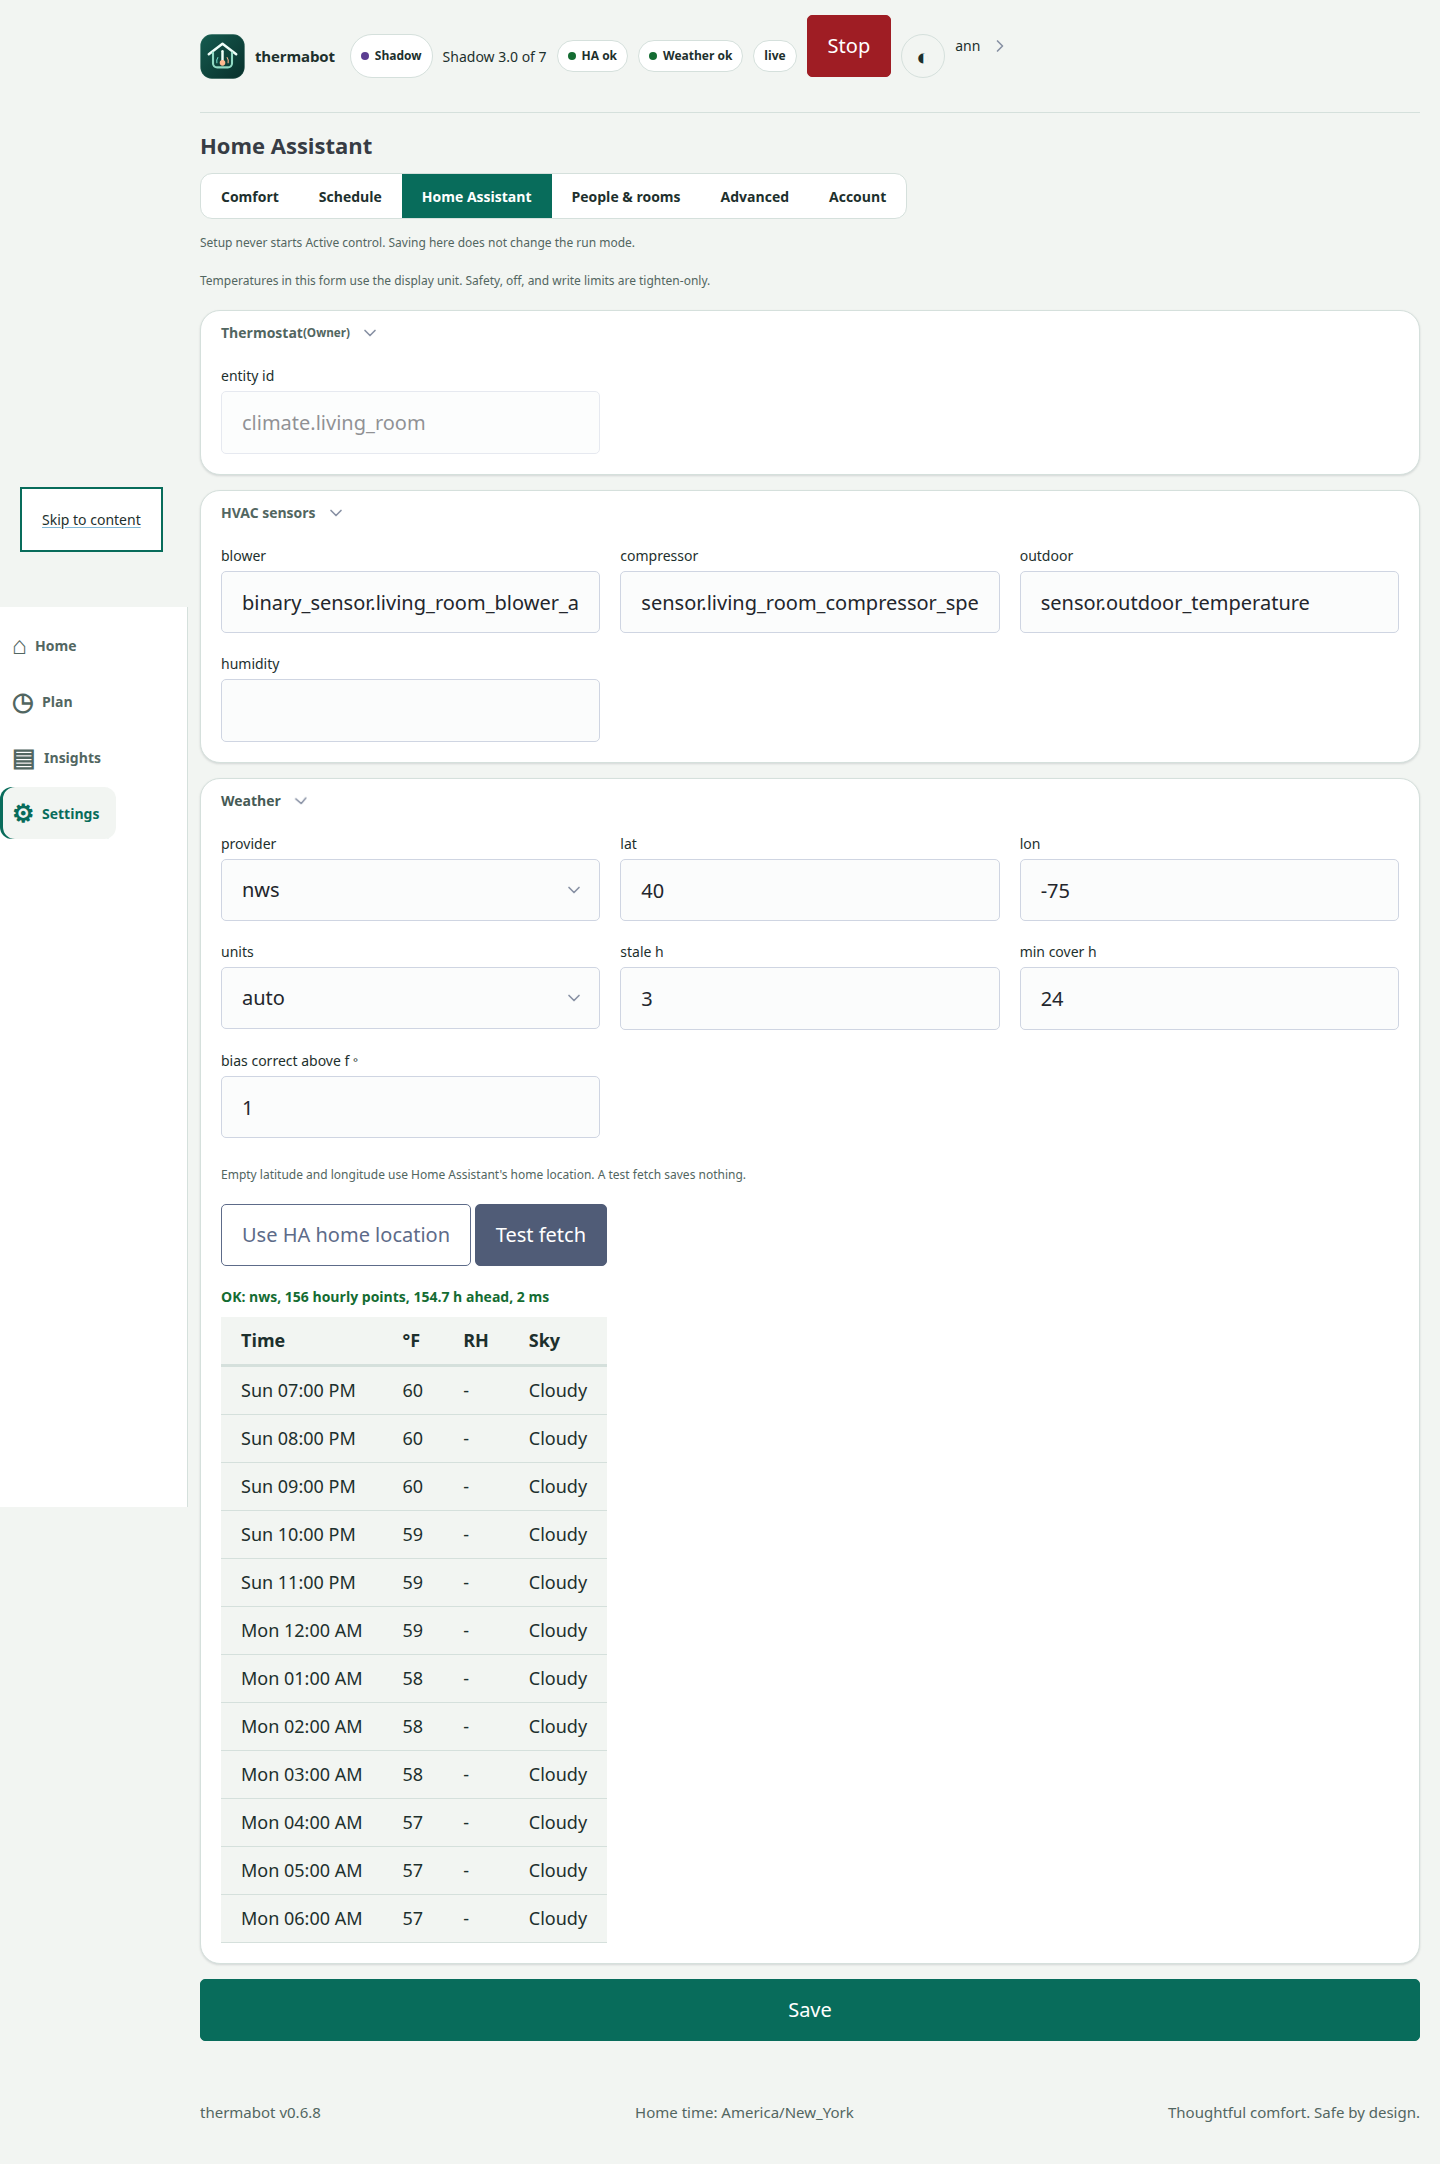 thermabot Shadow Shadow 3.0 of 7 HA ok Weather ok live Stop ann
Home Assistant
Comfort Schedule Home Assistant People & rooms Advanced Account
Setup never starts Active control. Saving here does not change the run mode.
Temperatures in this form use the display unit. Safety, off, and write limits are tighten-only.
Thermostat(Owner)
entity id
climate.living_room
Skip to content
Home
Plan
Insights
Settings
HVAC sensors
blower compressor outdoor
binary_sensor.living_room_blower_a sensor.living_room_compressor_spe sensor.outdoor_temperature
humidity
Weather
provider lat lon
nws 40 -75
units stale h min cover h
auto 3 24
bias correct above f °
1
Empty latitude and longitude use Home Assistant's home location. A test fetch saves nothing.
Use HA home location Test fetch
OK: nws, 156 hourly points, 154.7 h ahead, 2 ms
Time °F RH Sky
Sun 07:00 PM 60 - Cloudy
Sun 08:00 PM 60 - Cloudy
Sun 09:00 PM 60 - Cloudy
Sun 10:00 PM 59 - Cloudy
Sun 11:00 PM 59 - Cloudy
Mon 12:00 AM 59 - Cloudy
Mon 01:00 AM 58 - Cloudy
Mon 02:00 AM 58 - Cloudy
Mon 03:00 AM 58 - Cloudy
Mon 04:00 AM 57 - Cloudy
Mon 05:00 AM 57 - Cloudy
Mon 06:00 AM 57 - Cloudy
Save
thermabot v0.6.8 Home time: America/New_York Thoughtful comfort. Safe by design.